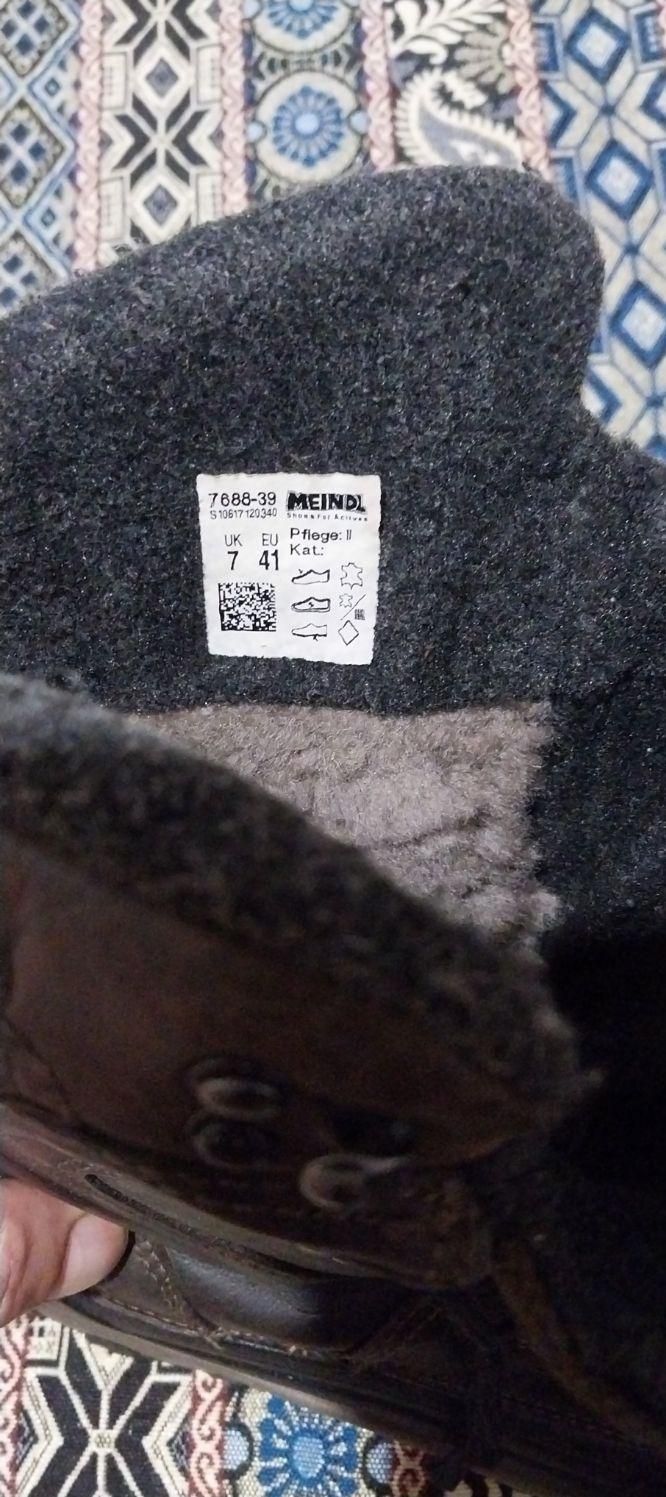 7688-39 MEINDL
S10617120340 Shoes For Actives
UK EU Pflege: II
7 41 Kat.: